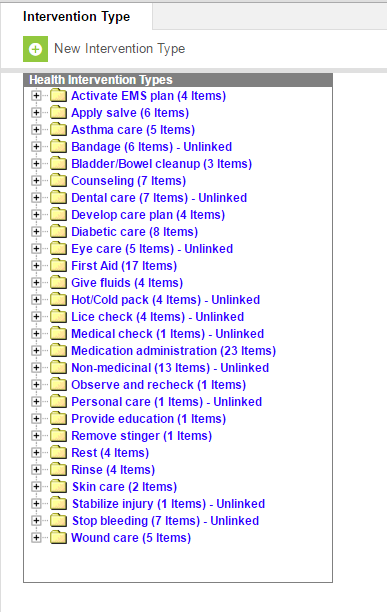 Intervention Type
New Intervention Type
Health Intervention Types
Activate EMS plan (4 Items)
Apply salve (6 Items)
Asthma care (5 Items)
Bandage (6 Items) - Unlinked
Bladder/Bowel cleanup (3 Items)
Counseling (7 Items)
Dental care (7 Items) - Unlinked
Develop care plan (4 Items)
Diabetic care (8 Items)
Eye care (5 Items) - Unlinked
First Aid (17 Items)
Give fluids (4 Items)
Hot/Cold pack (4 Items) - Unlinked
Lice check (4 Items) - Unlinked
Medical check (1 Items) - Unlinked
Medication administration (23 Items)
Non-medicinal (13 Items) - Unlinked
Observe and recheck (1 Items)
Personal care (1 Items) - Unlinked
Provide education (1 Items)
Remove stinger (1 Items)
Rest (4 Items)
Rinse (4 Items)
Skin care (2 Items)
Stabilize injury (1 Items) - Unlinked
Stop bleeding (7 Items) - Unlinked
Wound care (5 Items)